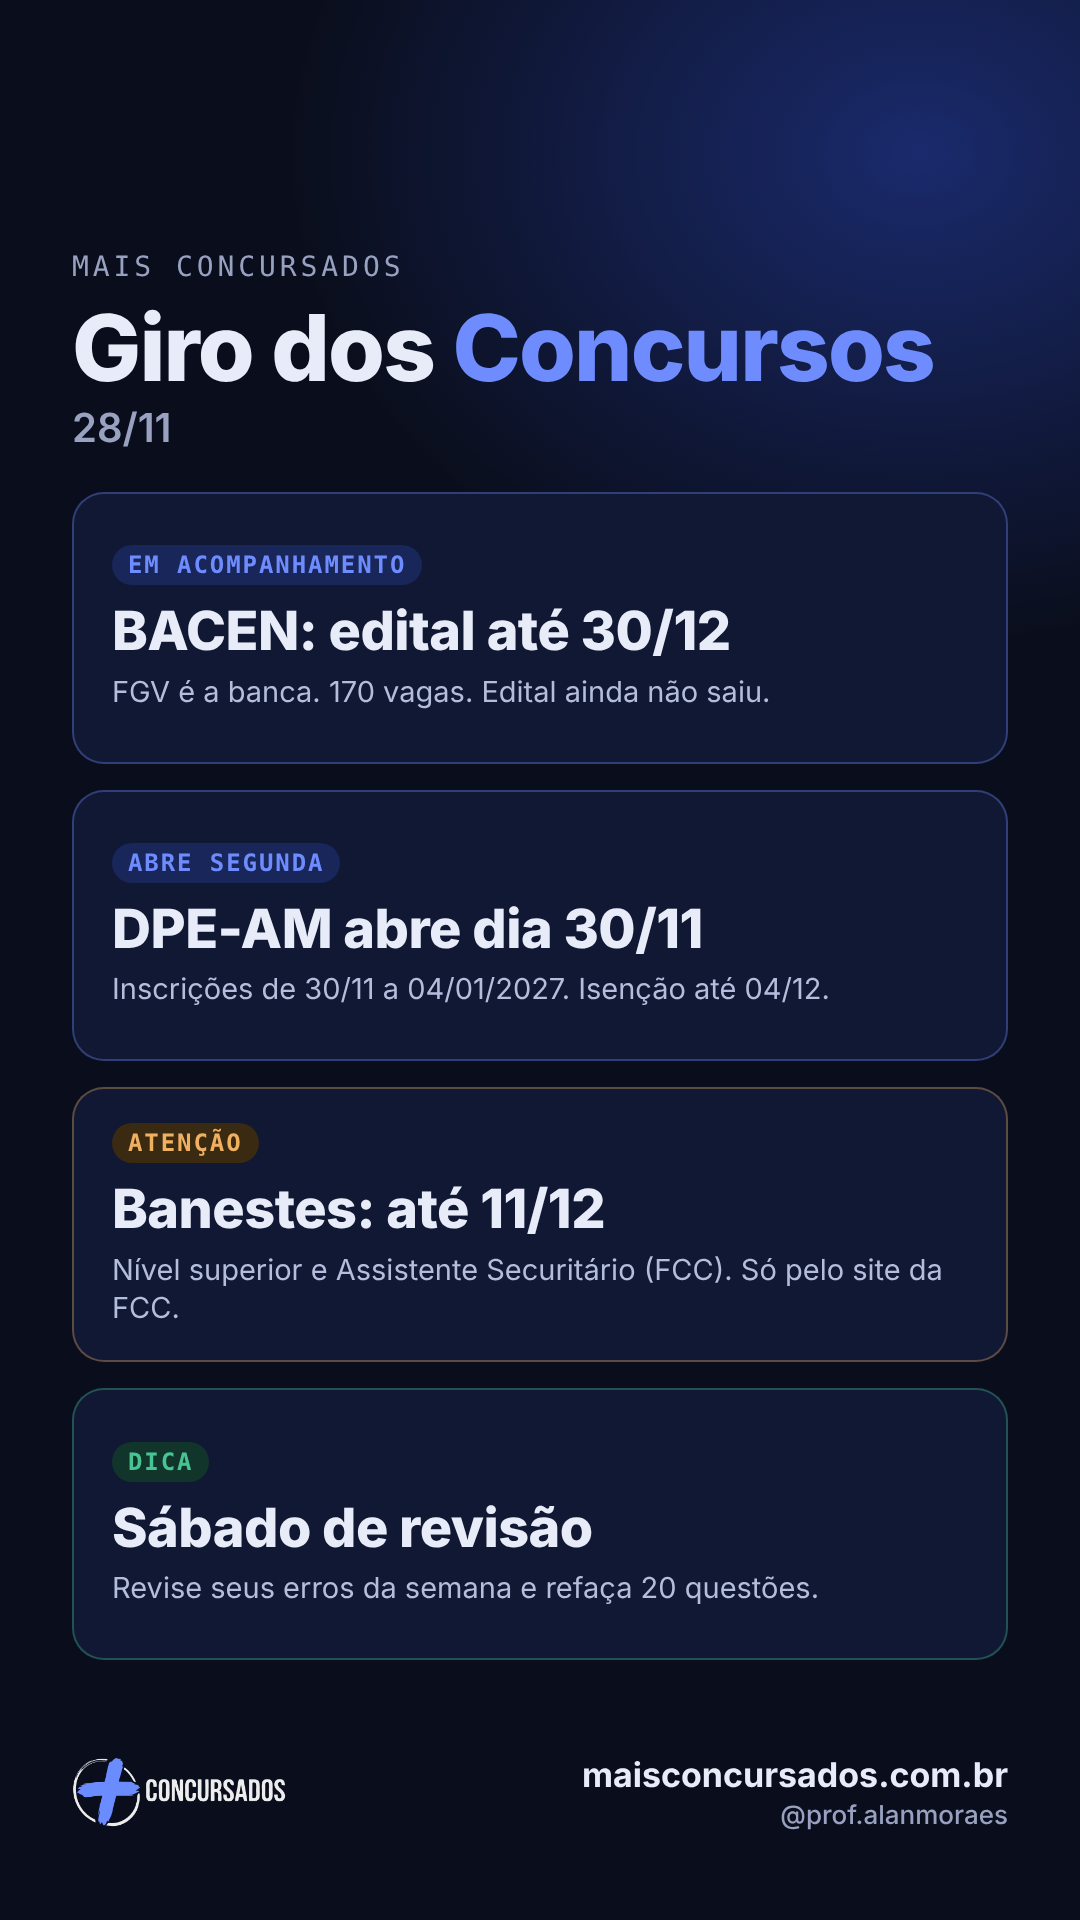 MAIS CONCURSADOS
Giro dos Concursos
28/11
EM ACOMPANHAMENTO
BACEN: edital até 30/12
FGV é a banca. 170 vagas. Edital ainda não saiu.
ABRE SEGUNDA
DPE-AM abre dia 30/11
Inscrições de 30/11 a 04/01/2027. Isenção até 04/12.
ATENÇÃO
Banestes: até 11/12
Nível superior e Assistente Securitário (FCC). Só pelo site da
FCC.
DICA
Sábado de revisão
Revise seus erros da semana e refaça 20 questões.
CONCURSADOS
maisconcursados.com.br
@prof.alanmoraes